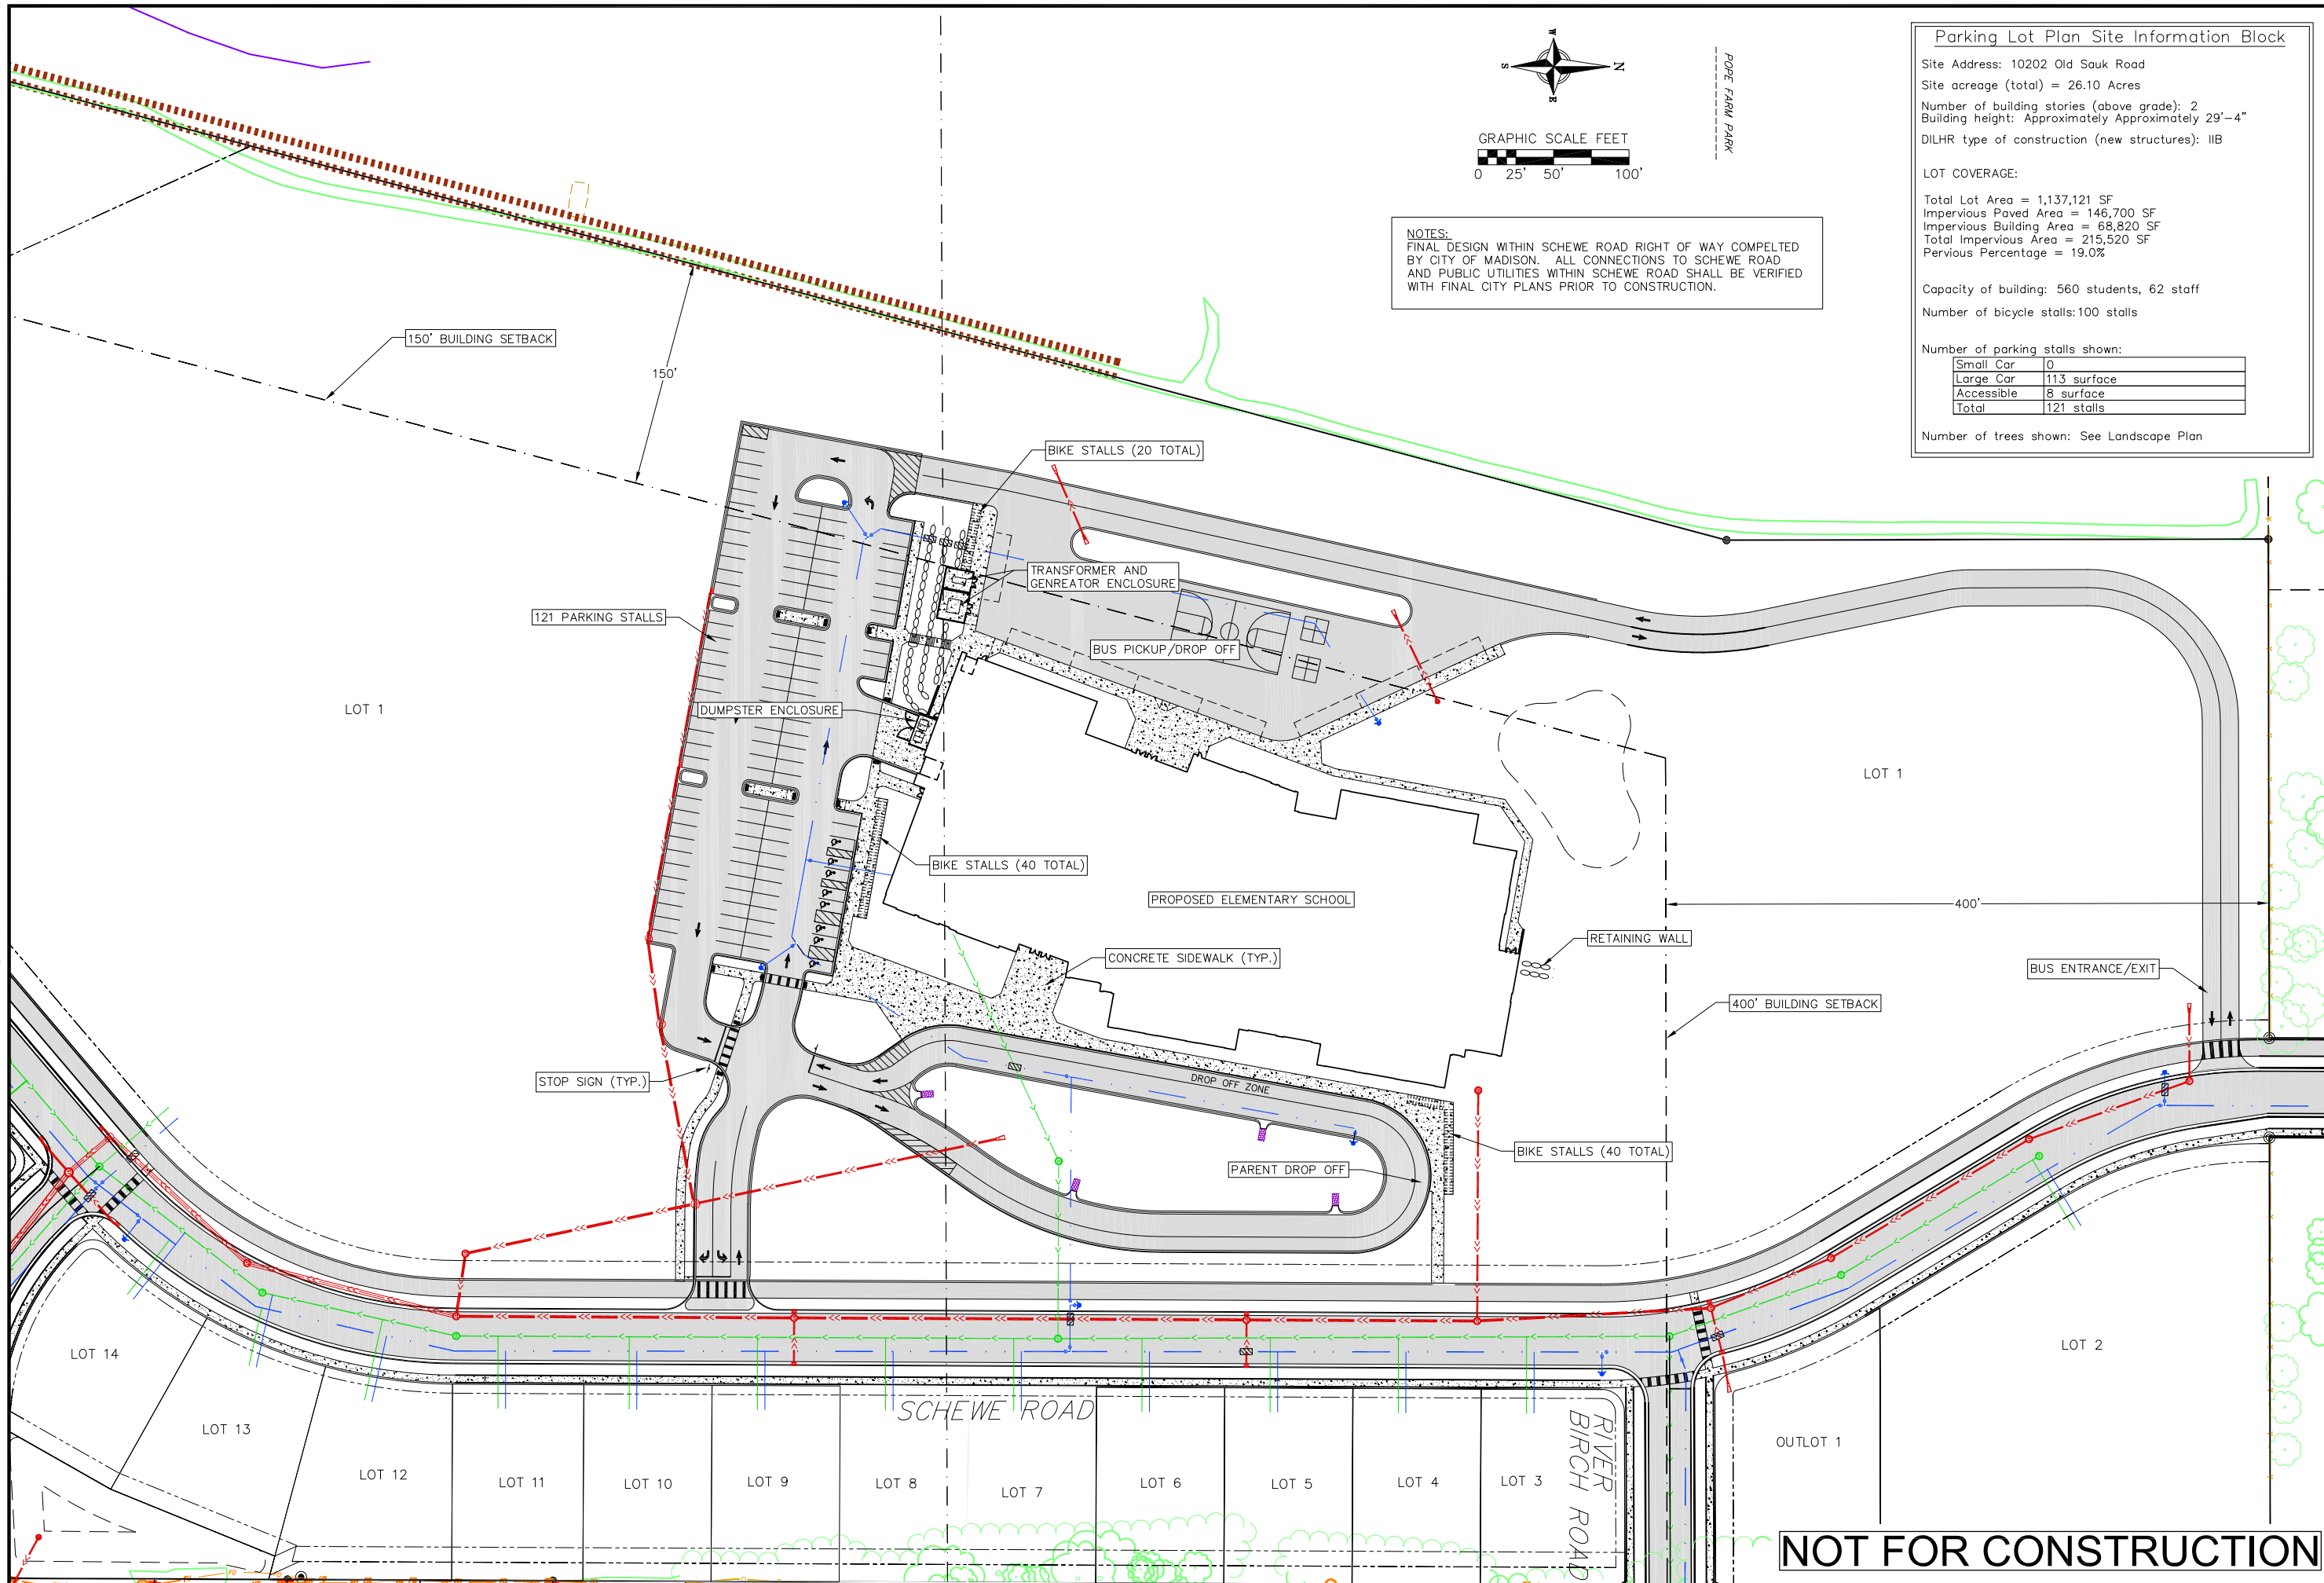 W
S
N
E
GRAPHIC SCALE FEET
0 25' 50' 100'
POPE FARM PARK
NOTES:
FINAL DESIGN WITHIN SCHEWE ROAD RIGHT OF WAY COMPELTED
BY CITY OF MADISON. ALL CONNECTIONS TO SCHEWE ROAD
AND PUBLIC UTILITIES WITHIN SCHEWE ROAD SHALL BE VERIFIED
WITH FINAL CITY PLANS PRIOR TO CONSTRUCTION.
Parking Lot Plan Site Information Block
Site Address: 10202 Old Sauk Road
Site acreage (total) = 26.10 Acres
Number of building stories (above grade): 2
Building height: Approximately Approximately 29'-4"
DILHR type of construction (new structures): IIB
LOT COVERAGE:
Total Lot Area = 1,137,121 SF
Impervious Paved Area = 146,700 SF
Impervious Building Area = 68,820 SF
Total Impervious Area = 215,520 SF
Pervious Percentage = 19.0%
Capacity of building: 560 students, 62 staff
Number of bicycle stalls: 100 stalls
Number of parking stalls shown:
Small Car 0
Large Car 113 surface
Accessible 8 surface
Total 121 stalls
Number of trees shown: See Landscape Plan
150' BUILDING SETBACK
150'
BIKE STALLS (20 TOTAL)
TRANSFORMER AND
GENREATOR ENCLOSURE
121 PARKING STALLS
BUS PICKUP/DROP OFF
LOT 1
DUMPSTER ENCLOSURE
LOT 1
BIKE STALLS (40 TOTAL)
PROPOSED ELEMENTARY SCHOOL
400'
RETAINING WALL
CONCRETE SIDEWALK (TYP.)
BUS ENTRANCE/EXIT
400' BUILDING SETBACK
STOP SIGN (TYP.)
DROP OFF ZONE
BIKE STALLS (40 TOTAL)
PARENT DROP OFF
LOT 14
LOT 13
LOT 12
LOT 11
LOT 10
LOT 9
LOT 8
LOT 7
LOT 6
LOT 5
LOT 4
LOT 3
SCHEWE ROAD
RIVER
BIRCH ROAD
OUTLOT 1
LOT 2
NOT FOR CONSTRUCTION